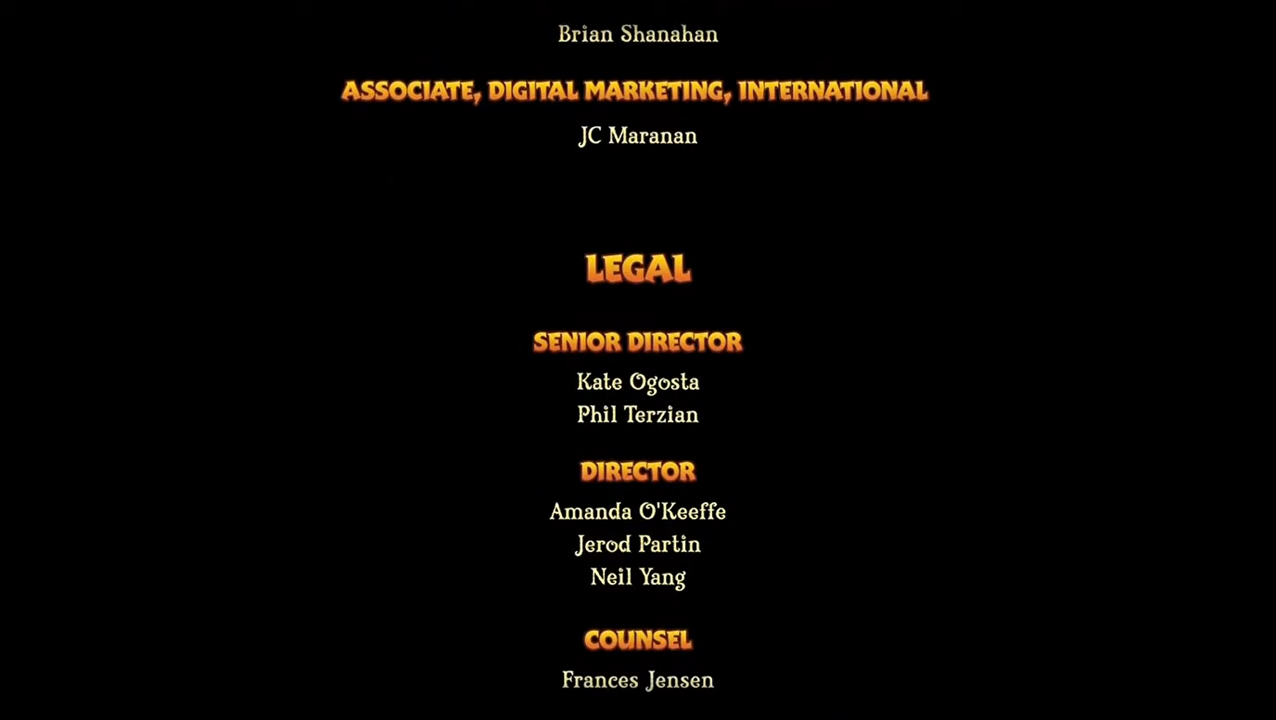 Brian Shanahan
ASSOCIATE, DIGITAL MARKETING, INTERNATIONAL
JC Maranan
LEGAL
SENIOR DIRECTOR
Kate Ogosta
Phil Terzian
DIRECTOR
Amanda O'Keeffe
Jerod Partin
Neil Yang
COUNSEL
Frances Jensen